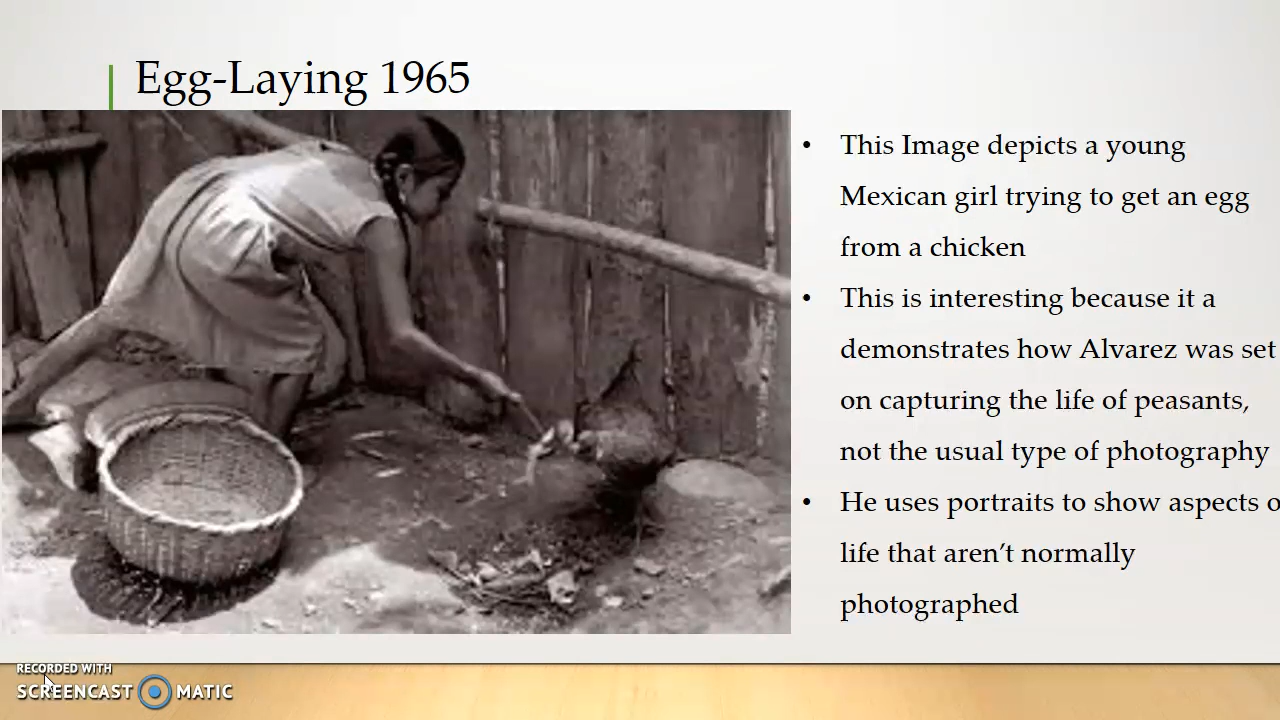 Egg-Laying 1965
• This Image depicts a young
Mexican girl trying to get an egg
from a chicken
• This is interesting because it a
demonstrates how Alvarez was set
on capturing the life of peasants,
not the usual type of photography
• He uses portraits to show aspects o
life that aren’t normally
photographed
RECORDED WITH
SCREENCAST MATIC